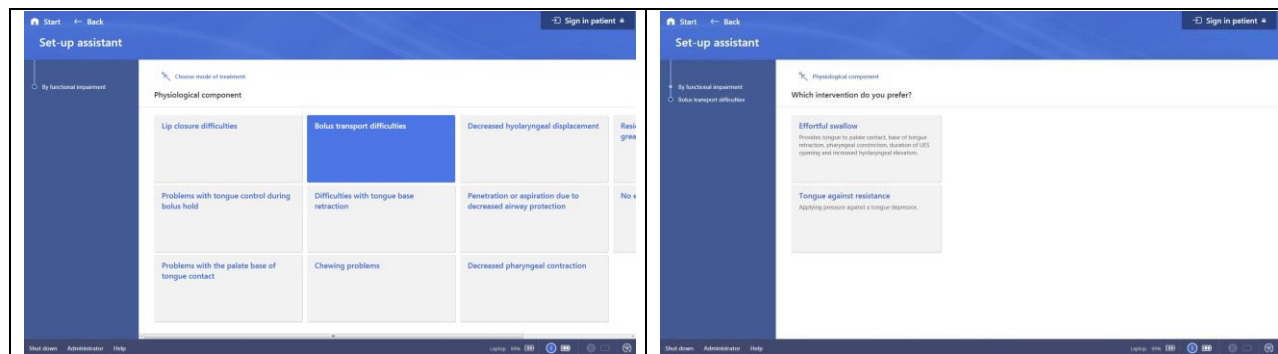 Start ← Back
Sign in patient
Set-up assistant
By functional impairment
Choose mode of treatment
Physiological component
Lip closure difficulties
Bolus transport difficulties
Decreased hyolaryngeal displacement
Problems with tongue control during
bolus hold
Difficulties with tongue base
retraction
Penetration or aspiration due to
decreased airway protection
Problems with the palate base of
tongue contact
Chewing problems
Decreased pharyngeal contraction
Shut down Administrator Help
Laptop 99%
Start ← Back
Sign in patient
Set-up assistant
By functional impairment
Bolus transport difficulties
Physiological component
Which intervention do you prefer?
Effortful swallow
Provides tongue to palate contact, base of tongue
retraction, pharyngeal constriction, duration of UES
opening and increased hyolaryngeal elevation.
Tongue against resistance
Applying pressure against a tongue depressor.
Shut down Administrator Help
Laptop 99%